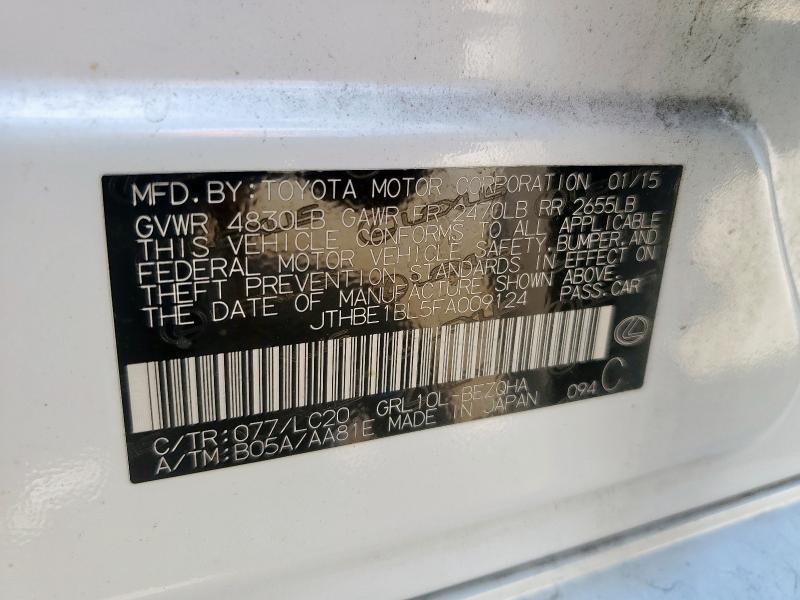 MFD. BY: TOYOTA MOTOR CORPORATION 01/15
GVWR 4830LB GAWR FR 2470LB RR 2655LB
THIS VEHICLE CONFORMS TO ALL APPLICABLE
FEDERAL MOTOR VEHICLE SAFETY, BUMPER, AND
THEFT PREVENTION STANDARDS IN EFFECT ON
THE DATE OF MANUFACTURE SHOWN ABOVE.
JTHBE1BL5FA009124 PASS. CAR
C/TR: 077/LC20 GRL10L-BEZQHA 094 C
A/TM: B05A/AA81E MADE IN JAPAN